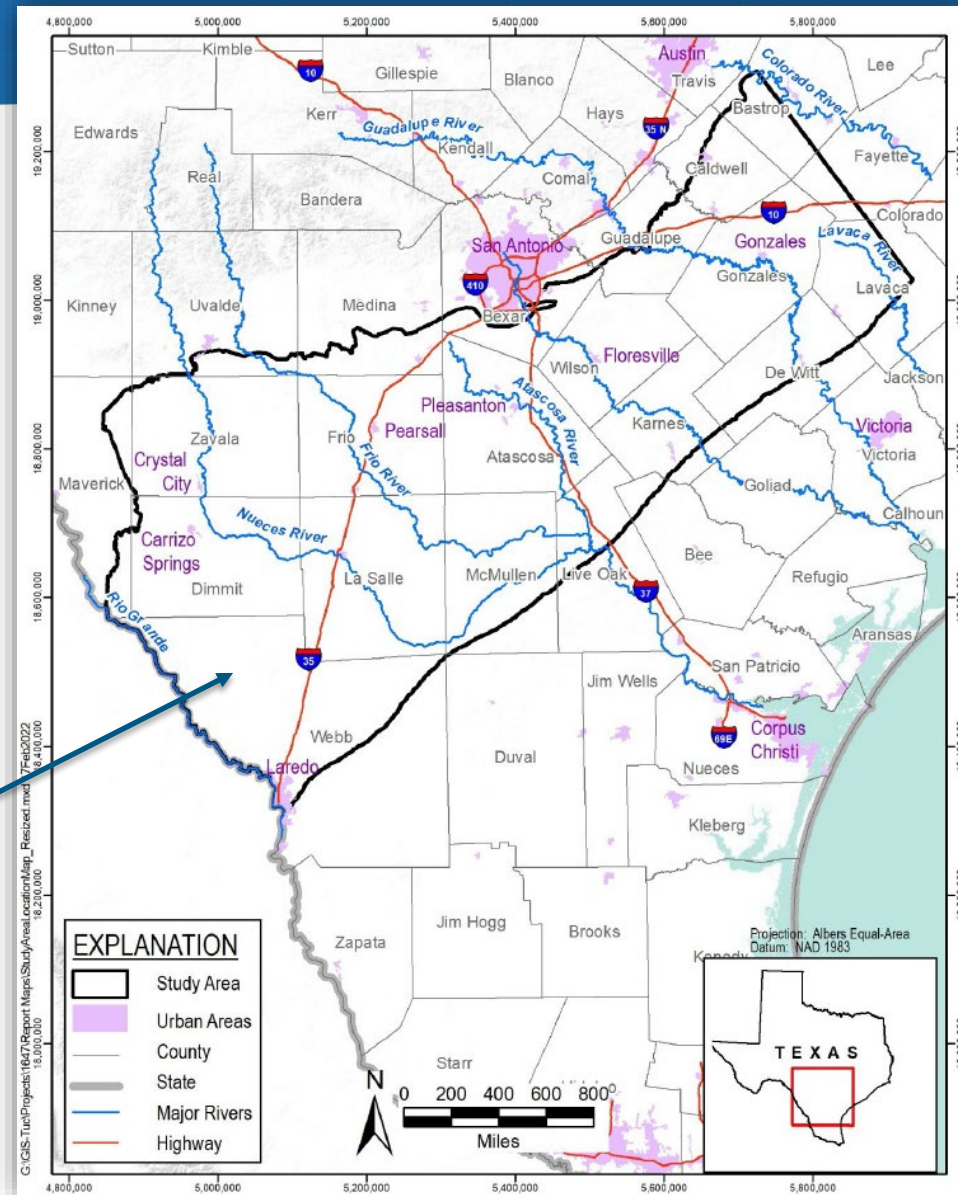 4,800,000 5,000,000 5,200,000 5,400,000 5,600,000 5,800,000
Sutton
Kimble
10
Gillespie
Blanco
Austin
Travis
Colorado River
Lee
Bastrop
Edwards
Kerr
Guadalupe River
Kendall
Hays
35 N
Fayette
19,200,000
Real
Bandera
Comal
Caldwell
10
Colorado
San Antonio
Guadalupe
Gonzales
Lavaca River
410
Gonzales
Lavaca
Kinney
Uvalde
Medina
Bexar
19,000,000
Wilson
Floresville
De Witt
Jackson
Atascosa River
Pleasanton
Pearsall
Karnes
Victoria
Zavala
Frio
Frio River
Atascosa
Victoria
18,800,000
Crystal
City
Maverick
Goliad
Calhoun
Nueces River
Carrizo
Springs
Bee
Dimmit
La Salle
McMullen
Live Oak
Refugio
37
18,600,000
Rio Grande
Aransas
35
San Patricio
Jim Wells
Webb
Corpus
Christi
69E
Duval
Nueces
18,400,000
Laredo
Kleberg
18,200,000
Zapata
Jim Hogg
Brooks
Projection: Albers Equal-Area
Datum: NAD 1983
Kenedy
EXPLANATION
Study Area
Urban Areas
County
State
Major Rivers
Highway
18,000,000
Starr
N
0 200 400 600 800
Miles
TEXAS
4,800,000 5,000,000 5,200,000 5,400,000 5,600,000 5,800,000